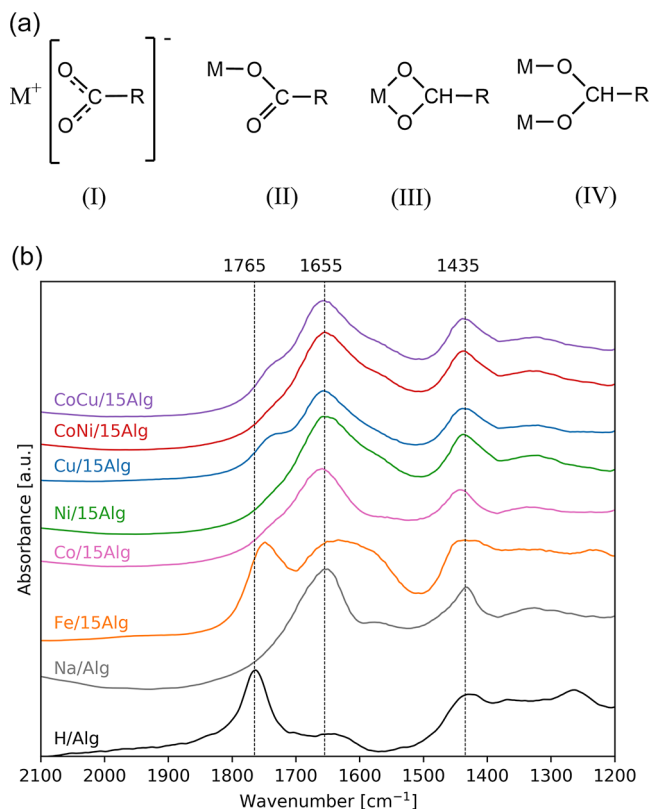 (a)
M+ [ O C O R ]-
M O C O R
M O O CH R
M O M O CH R
(I) (II) (III) (IV)
(b)
1765 1655 1435
CoCu/15Alg
CoNi/15Alg
Cu/15Alg
Ni/15Alg
Co/15Alg
Fe/15Alg
Na/Alg
H/Alg
Absorbance [a.u.]
2100 2000 1900 1800 1700 1600 1500 1400 1300 1200
Wavenumber [cm⁻¹]